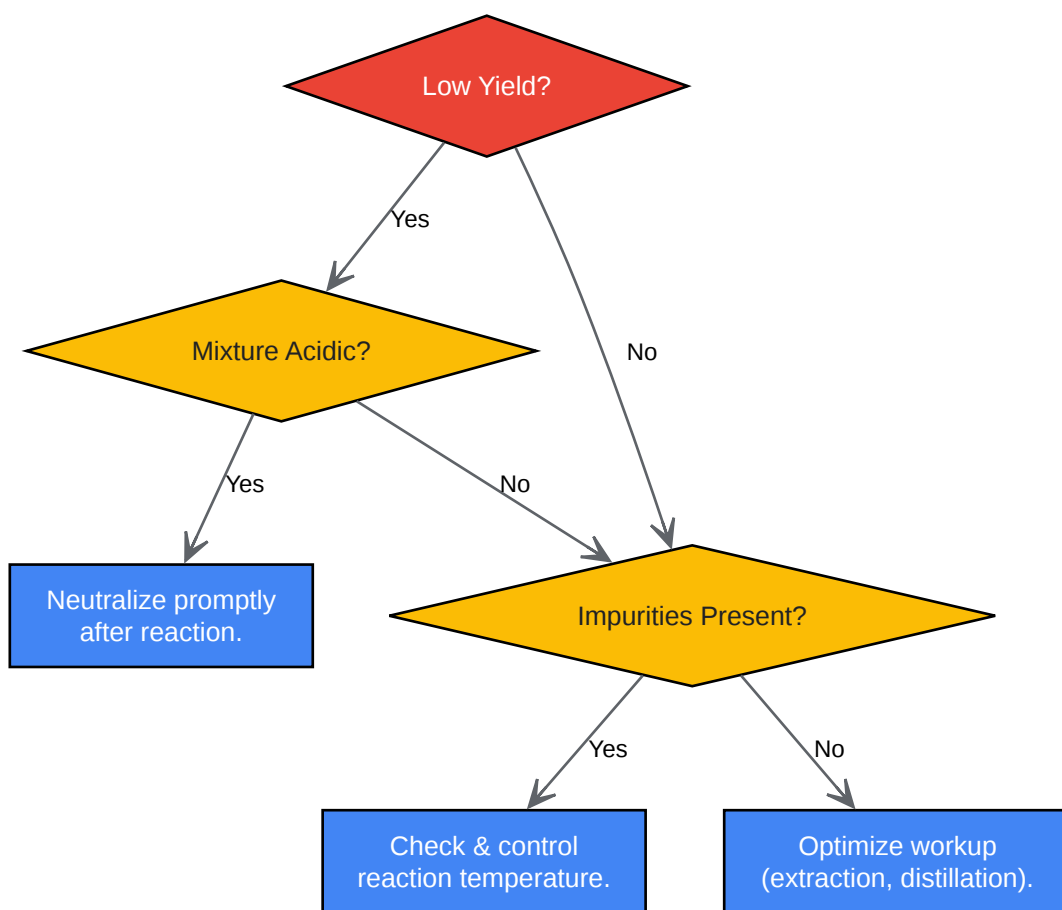 Low Yield?
Yes
Mixture Acidic?
No
Yes
No
Neutralize promptly
after reaction.
Impurities Present?
Yes
No
Check & control
reaction temperature.
Optimize workup
(extraction, distillation).